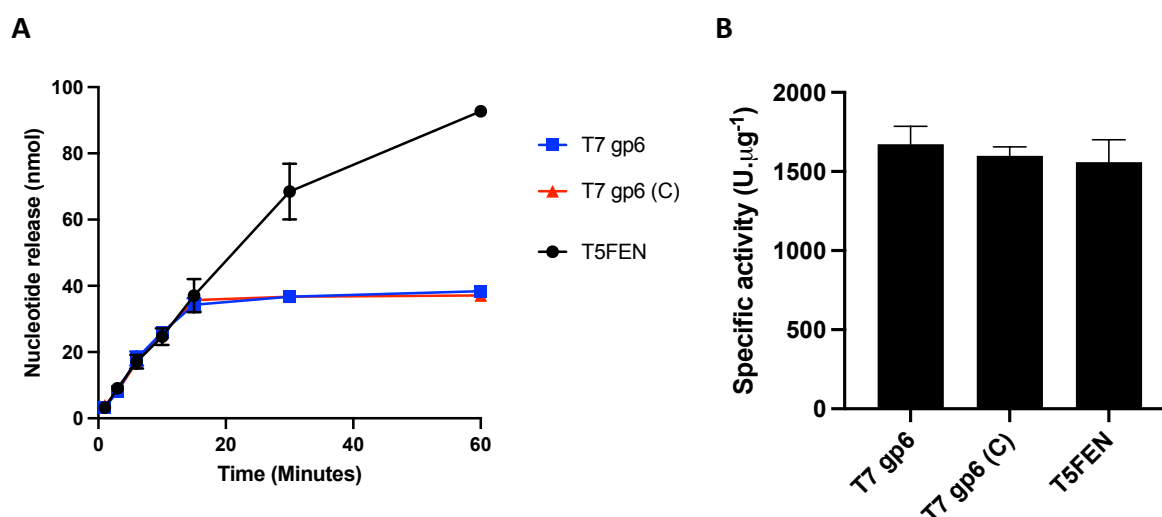 A
Nucleotide release (nmol)
100
80
60
40
20
0
0 20 40 60
Time (Minutes)
T7 gp6
T7 gp6 (C)
T5FEN
B
Specific activity (U.μg-1)
2000
1500
1000
500
0
T7 gp6
T7 gp6 (C)
T5FEN